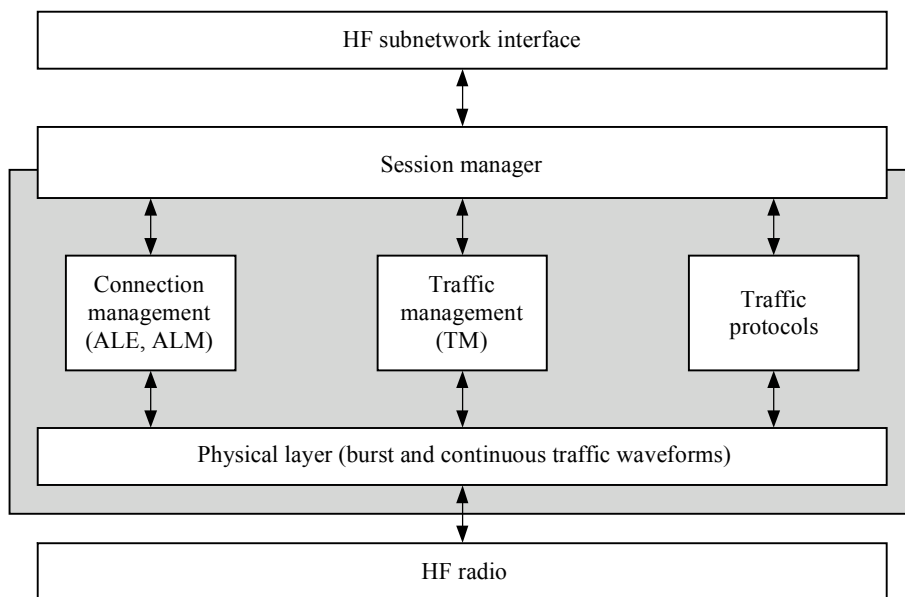 HF subnetwork interface
Session manager
Connection
management
(ALE, ALM)
Traffic
management
(TM)
Traffic
protocols
Physical layer (burst and continuous traffic waveforms)
HF radio